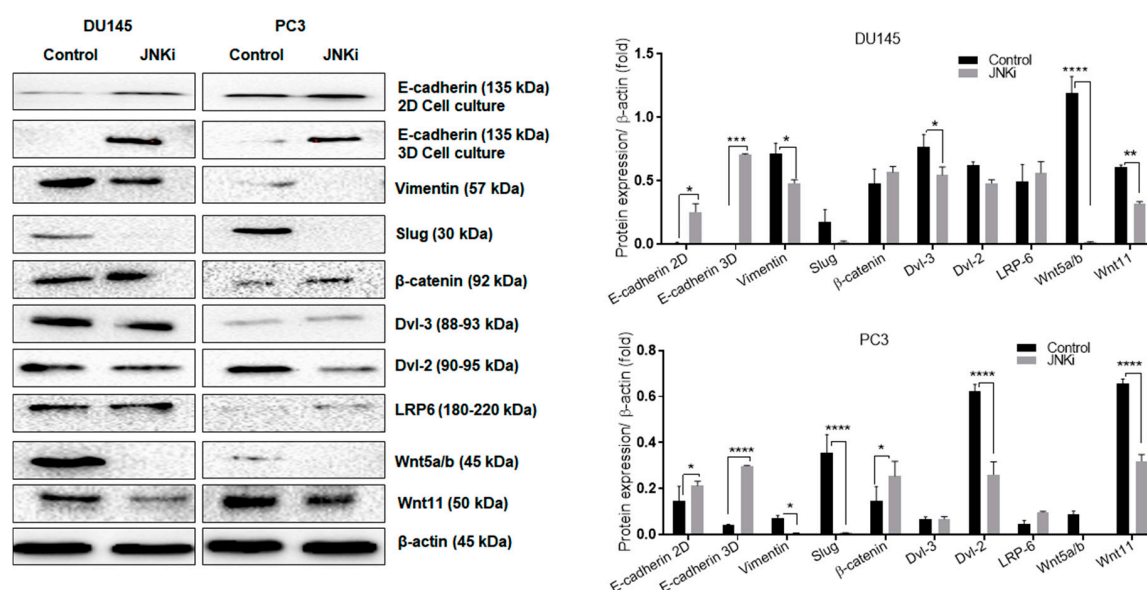 DU145
PC3
Control JNKi Control JNKi
E-cadherin (135 kDa)
2D Cell culture
E-cadherin (135 kDa)
3D Cell culture
Vimentin (57 kDa)
Slug (30 kDa)
β-catenin (92 kDa)
Dvl-3 (88-93 kDa)
Dvl-2 (90-95 kDa)
LRP6 (180-220 kDa)
Wnt5a/b (45 kDa)
Wnt11 (50 kDa)
β-actin (45 kDa)
DU145
Control
JNKi
Protein expression/ β-actin (fold)
1.5
1.0
0.5
0.0
*
***
*
*
****
**
E-cadherin 2D
E-cadherin 3D
Vimentin
Slug
β-catenin
Dvl-3
Dvl-2
LRP-6
Wnt5a/b
Wnt11
PC3
Control
JNKi
Protein expression/ β-actin (fold)
0.8
0.6
0.4
0.2
0.0
*
****
*
****
*
****
****
E-cadherin 2D
E-cadherin 3D
Vimentin
Slug
β-catenin
Dvl-3
Dvl-2
LRP-6
Wnt5a/b
Wnt11